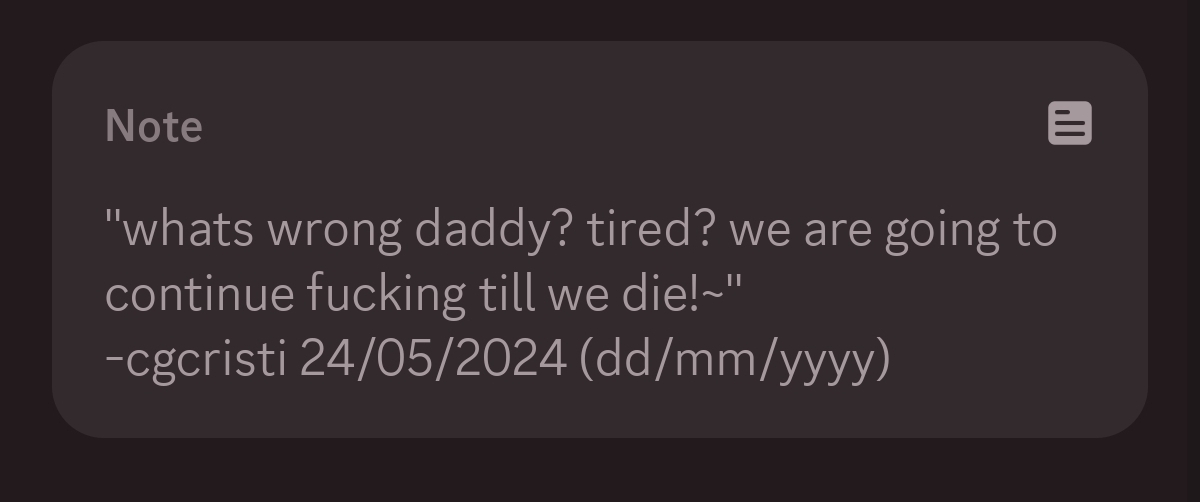 Note
"whats wrong daddy? tired? we are going to
continue fucking till we die!~"
-cgcristi 24/05/2024 (dd/mm/yyyy)